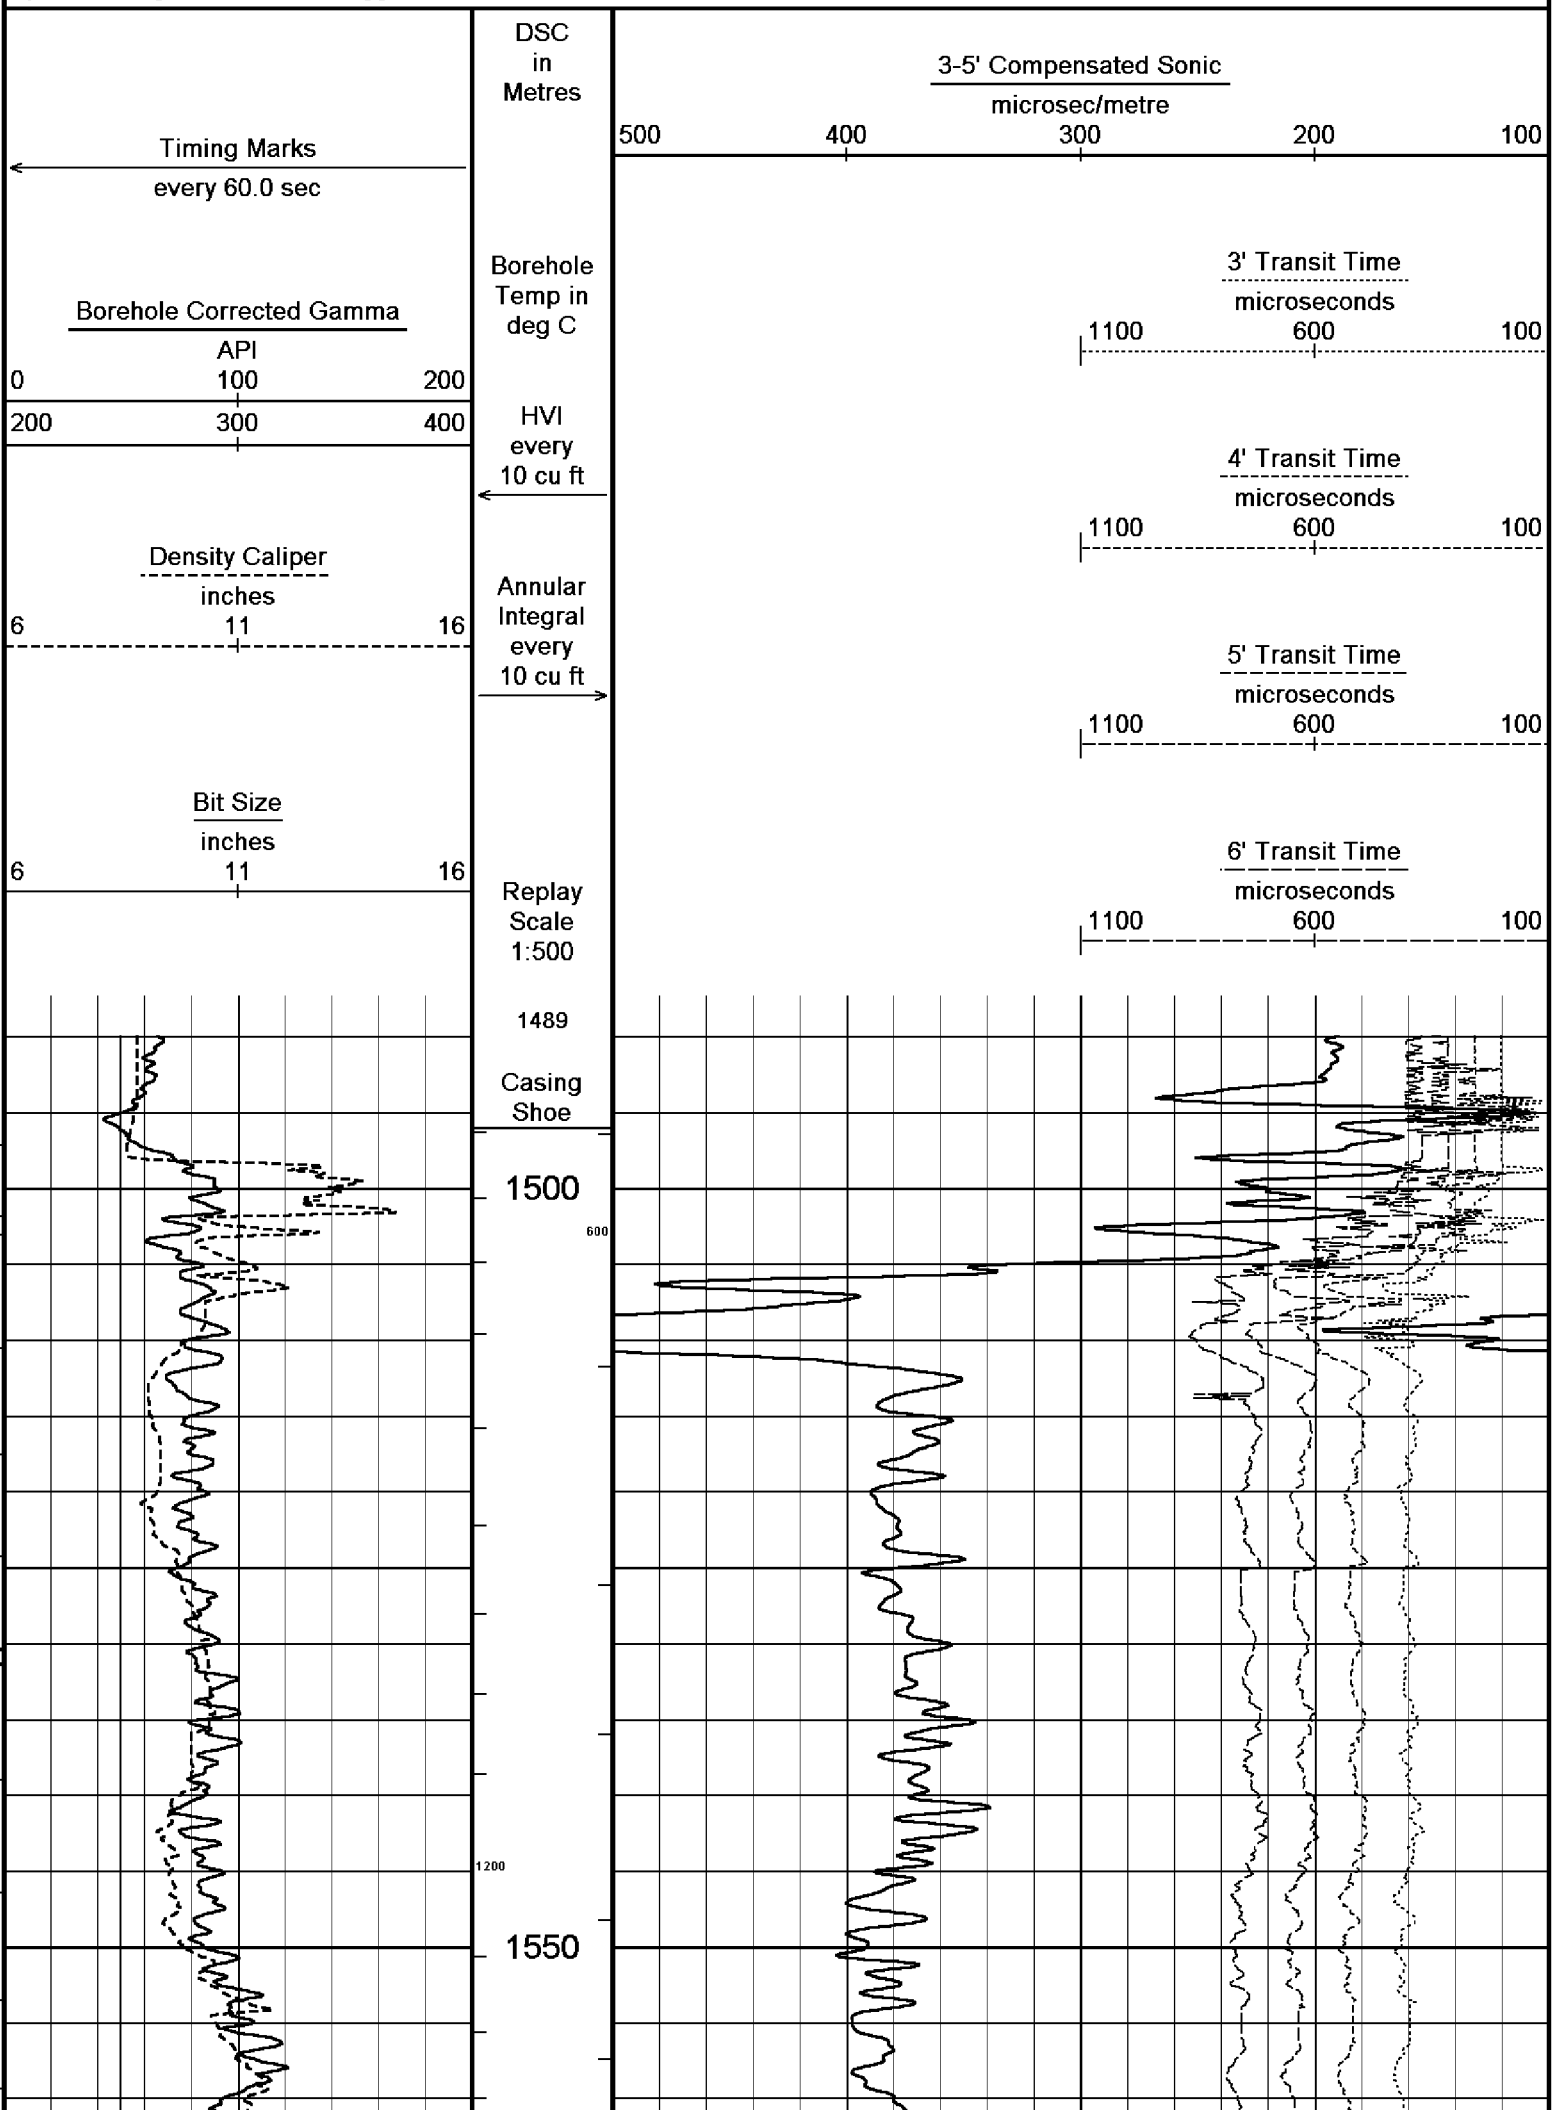 Timing Marks
every 60.0 sec
Borehole Corrected Gamma
API
0 100 200
200 300 400
Density Caliper
inches
6 11 16
Bit Size
inches
6 11 16
DSC
in
Metres
Borehole
Temp in
deg C
HVI
every
10 cu ft
Annular
Integral
every
10 cu ft
Replay
Scale
1:500
1489
Casing
Shoe
1500
600
1200
1550
3-5' Compensated Sonic
microsec/metre
500 400 300 200 100
3' Transit Time
microseconds
1100 600 100
4' Transit Time
microseconds
1100 600 100
5' Transit Time
microseconds
1100 600 100
6' Transit Time
microseconds
1100 600 100